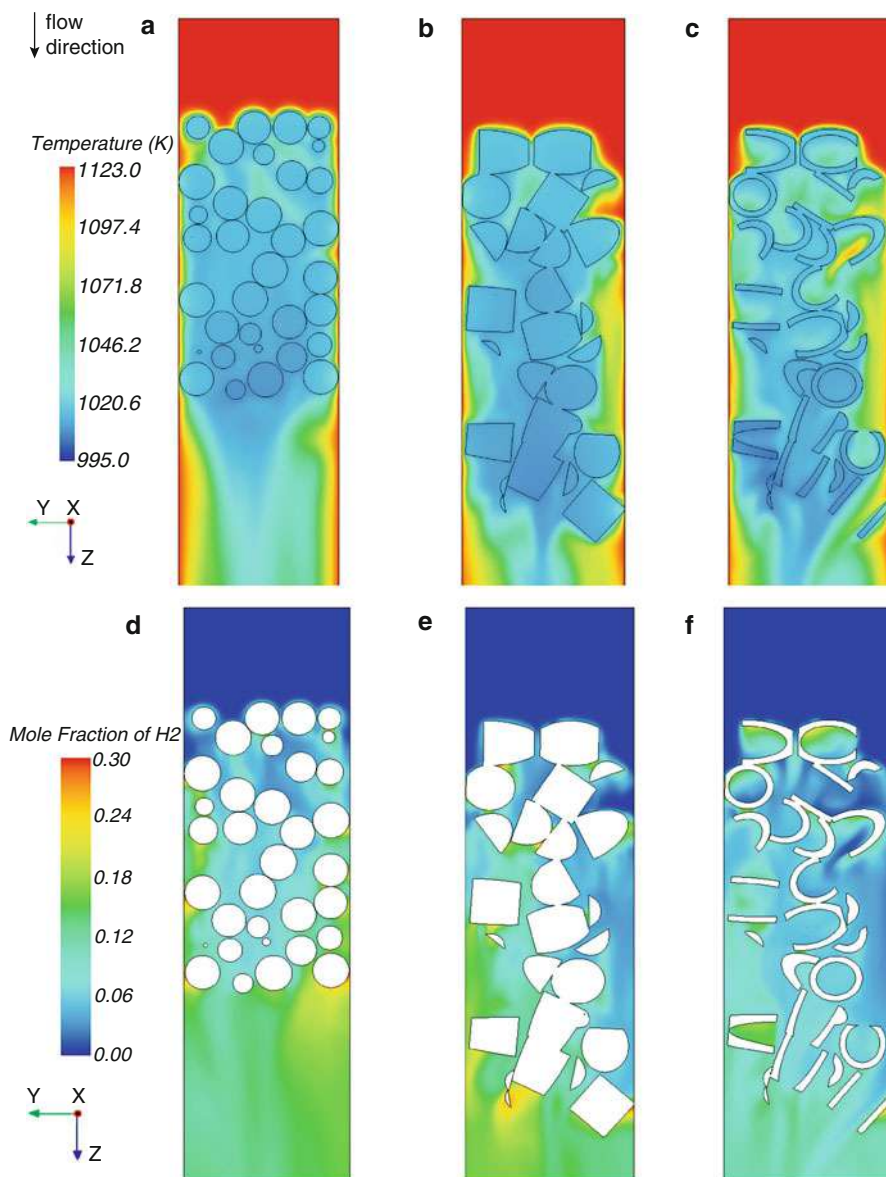 flow
direction
a
b
c
Temperature (K)
1123.0
1097.4
1071.8
1046.2
1020.6
995.0
Y X
Z
d
e
f
Mole Fraction of H2
0.30
0.24
0.18
0.12
0.06
0.00
Y X
Z